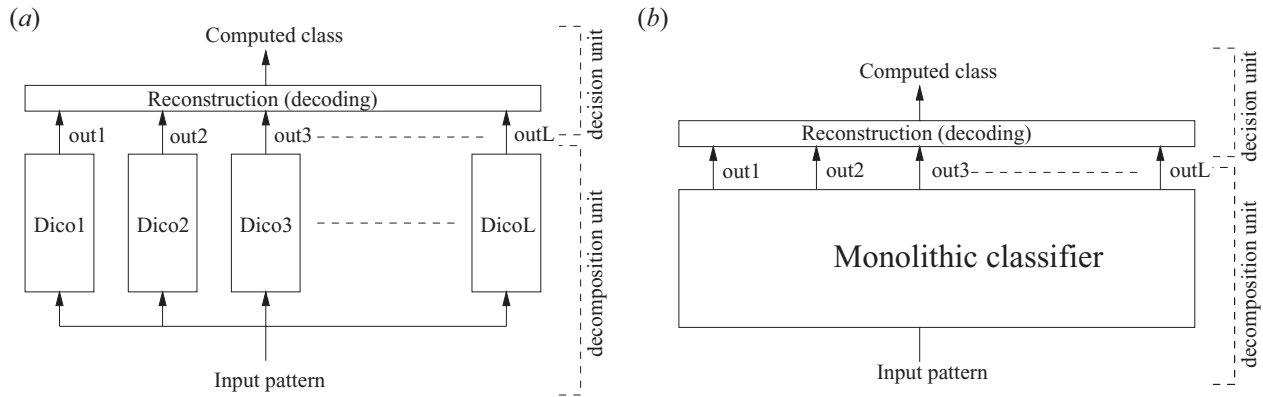 (a)
Computed class
Reconstruction (decoding)
out1 out2 out3 outL
Dico1 Dico2 Dico3 DicoL
Input pattern
decision unit
decomposition unit
(b)
Computed class
Reconstruction (decoding)
out1 out2 out3 outL
Monolithic classifier
Input pattern
decision unit
decomposition unit